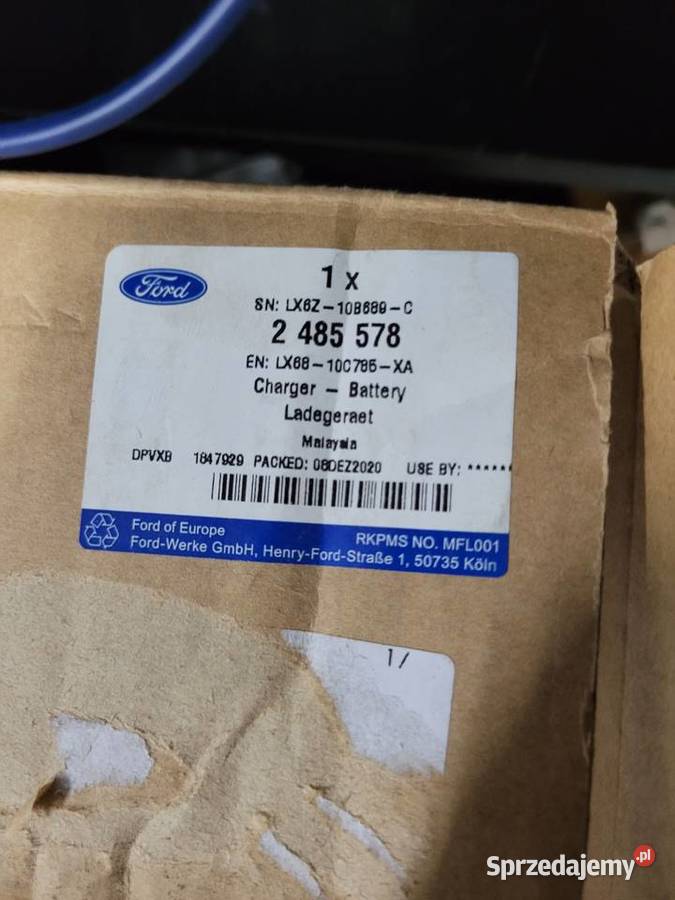 Ford
1 x
SN: LX6Z-10B689-C
2 485 578
EN: LX68-10C785-XA
Charger - Battery
Ladegeraet
Malaysia
DPVXB 1847929 PACKED: 08DEZ2020 USE BY: ******
Ford of Europe
RKPMS NO. MFL001
Ford-Werke GmbH, Henry-Ford-Straße 1, 50735 Köln
1/
Sprzedajemy.pl